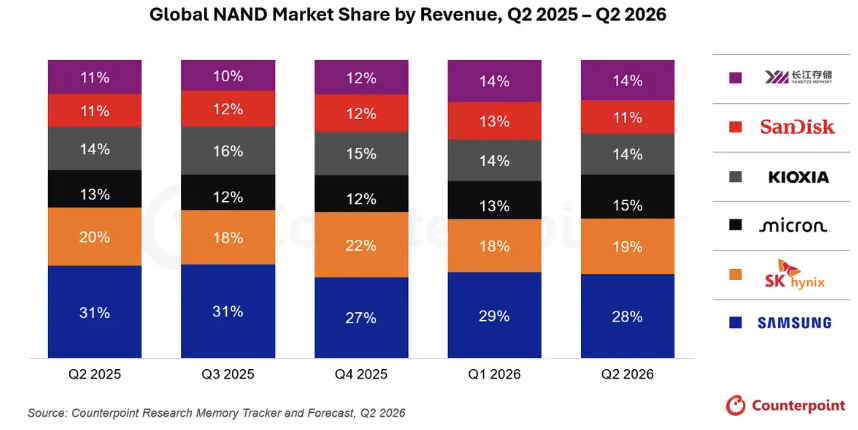 Global NAND Market Share by Revenue, Q2 2025 – Q2 2026
11% 10% 12% 14% 14%
11% 12% 12% 13% 11%
14% 16% 15% 14% 14%
13% 12% 12% 13% 15%
20% 18% 22% 18% 19%
31% 31% 27% 29% 28%
Q2 2025 Q3 2025 Q4 2025 Q1 2026 Q2 2026
长江存储
YANGTZE MEMORY
SanDisk
KIOXIA
micron
SK hynix
SAMSUNG
Source: Counterpoint Research Memory Tracker and Forecast, Q2 2026
Counterpoint